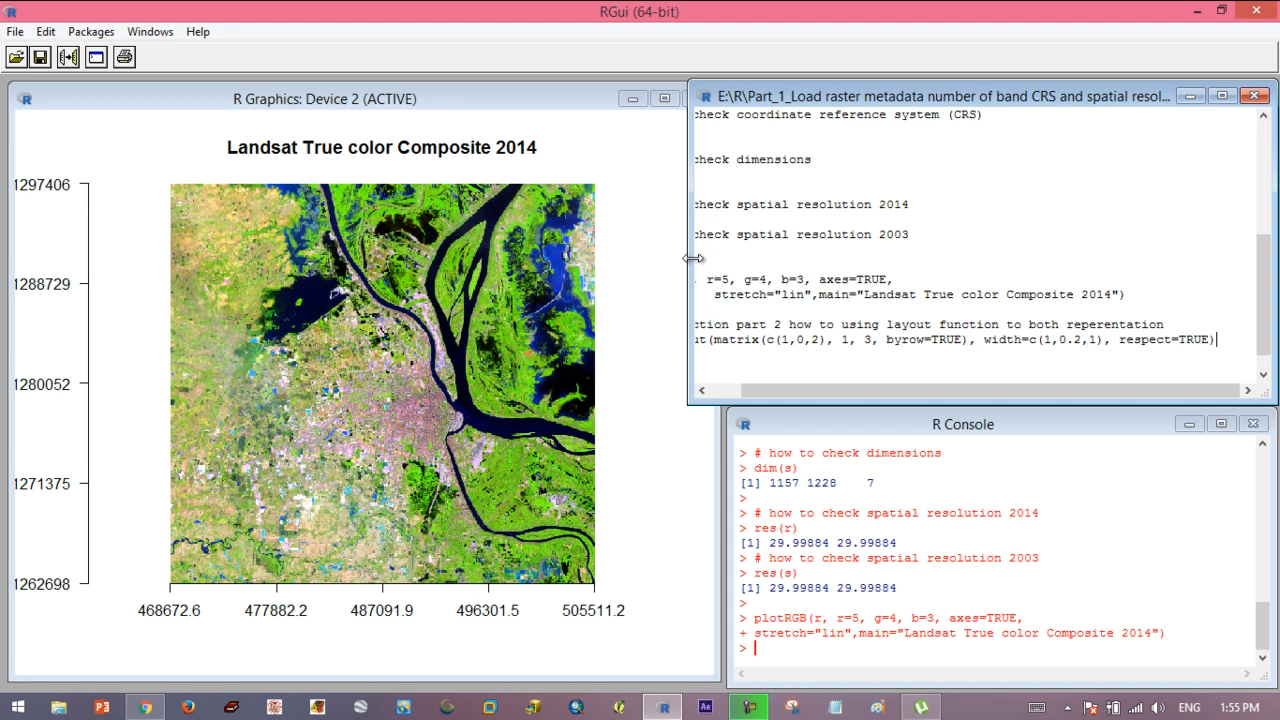 RGui (64-bit)
File Edit Packages Windows Help
R Graphics: Device 2 (ACTIVE)
Landsat True color Composite 2014
1297406
1288729
1280052
1271375
1262698
468672.6 477882.2 487091.9 496301.5 505511.2
E:\R\Part_1_Load raster metadata number of band CRS and spatial resol...
check coordinate reference system (CRS)
check dimensions
check spatial resolution 2014
check spatial resolution 2003
r=5, g=4, b=3, axes=TRUE,
stretch="lin",main="Landsat True color Composite 2014")
ction part 2 how to using layout function to both reperentation
ut(matrix(c(1,0,2), 1, 3, byrow=TRUE), width=c(1,0.2,1), respect=TRUE)
R Console
> # how to check dimensions
> dim(s)
[1] 1157 1228    7
>
> # how to check spatial resolution 2014
> res(r)
[1] 29.99884 29.99884
> # how to check spatial resolution 2003
> res(s)
[1] 29.99884 29.99884
>
> plotRGB(r, r=5, g=4, b=3, axes=TRUE,
+ stretch="lin",main="Landsat True color Composite 2014")
>
ENG 1:55 PM